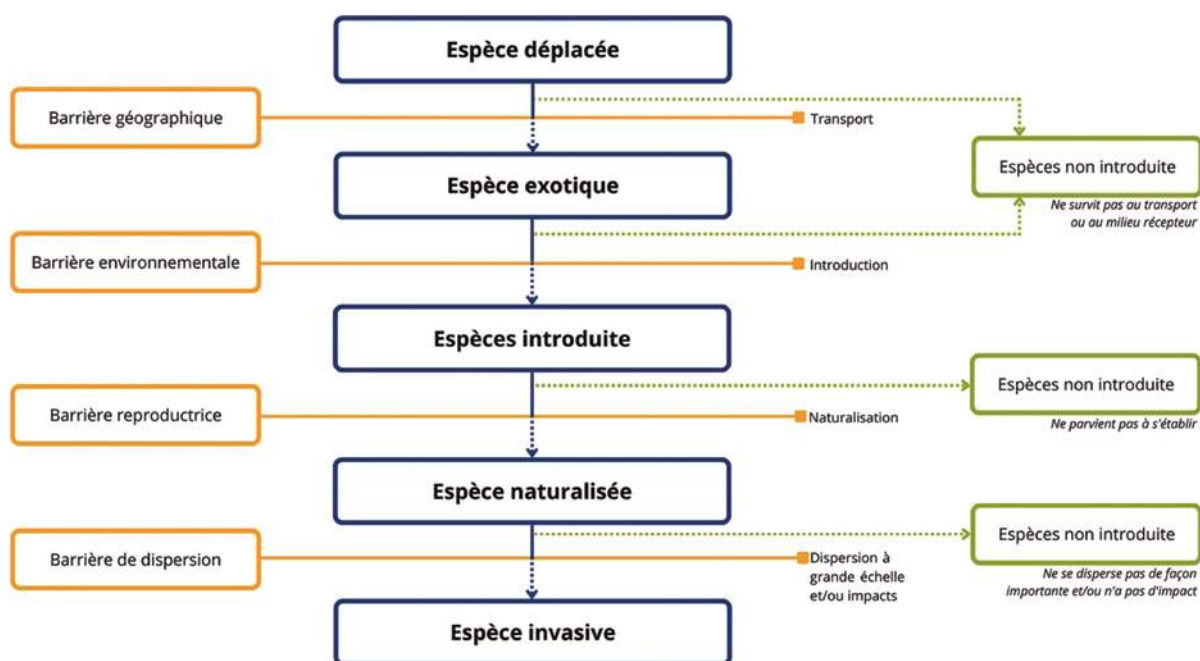 Espèce déplacée
Barrière géographique
Transport
Espèces non introduite
Ne survit pas au transport
ou au milieu récepteur
Espèce exotique
Barrière environnementale
Introduction
Espèces introduite
Espèces non introduite
Ne parvient pas à s'établir
Barrière reproductrice
Naturalisation
Espèce naturalisée
Espèces non introduite
Ne se disperse pas de façon
importante et/ou n'a pas d'impact
Barrière de dispersion
Dispersion à
grande échelle
et/ou impacts
Espèce invasive